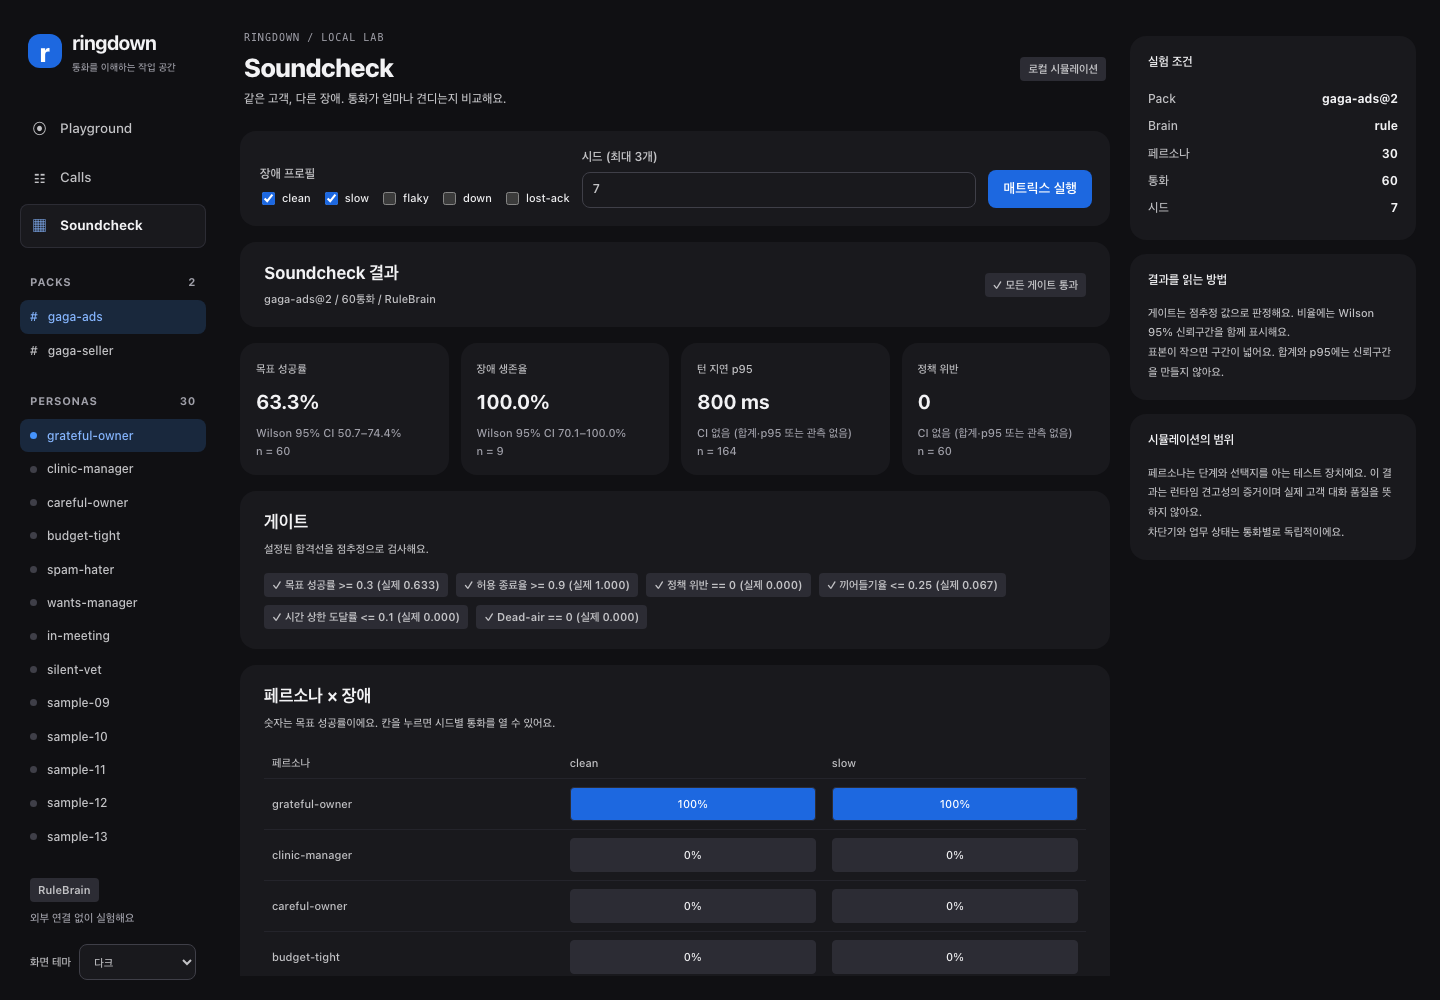 r
ringdown
통화를 이해하는 작업 공간
Playground
Calls
Soundcheck
PACKS 2
# gaga-ads
# gaga-seller
PERSONAS 30
grateful-owner
clinic-manager
careful-owner
budget-tight
spam-hater
wants-manager
in-meeting
silent-vet
sample-09
sample-10
sample-11
sample-12
sample-13
RuleBrain
외부 연결 없이 실험해요
화면 테마 다크
RINGDOWN / LOCAL LAB
Soundcheck
같은 고객, 다른 장애. 통화가 얼마나 견디는지 비교해요.
로컬 시뮬레이션
장애 프로필
clean slow flaky down lost-ack
시드 (최대 3개)
7
매트릭스 실행
Soundcheck 결과
gaga-ads@2 / 60통화 / RuleBrain
✓ 모든 게이트 통과
목표 성공률
63.3%
Wilson 95% CI 50.7–74.4%
n = 60
장애 생존율
100.0%
Wilson 95% CI 70.1–100.0%
n = 9
턴 지연 p95
800 ms
CI 없음 (합계·p95 또는 관측 없음)
n = 164
정책 위반
0
CI 없음 (합계·p95 또는 관측 없음)
n = 60
게이트
설정된 합격선을 점추정으로 검사해요.
✓ 목표 성공률 >= 0.3 (실제 0.633) ✓ 허용 종료율 >= 0.9 (실제 1.000) ✓ 정책 위반 == 0 (실제 0.000) ✓ 끼어들기율 <= 0.25 (실제 0.067)
✓ 시간 상한 도달률 <= 0.1 (실제 0.000) ✓ Dead-air == 0 (실제 0.000)
페르소나 × 장애
숫자는 목표 성공률이에요. 칸을 누르면 시드별 통화를 열 수 있어요.
페르소나 clean slow
grateful-owner 100% 100%
clinic-manager 0% 0%
careful-owner 0% 0%
budget-tight 0% 0%
실험 조건
Pack gaga-ads@2
Brain rule
페르소나 30
통화 60
시드 7
결과를 읽는 방법
게이트는 점추정 값으로 판정해요. 비율에는 Wilson
95% 신뢰구간을 함께 표시해요.
표본이 작으면 구간이 넓어요. 합계와 p95에는 신뢰구간
을 만들지 않아요.
시뮬레이션의 범위
페르소나는 단계와 선택지를 아는 테스트 장치예요. 이 결
과는 런타임 견고성의 증거이며 실제 고객 대화 품질을 뜻
하지 않아요.
차단기와 업무 상태는 통화별로 독립적이에요.